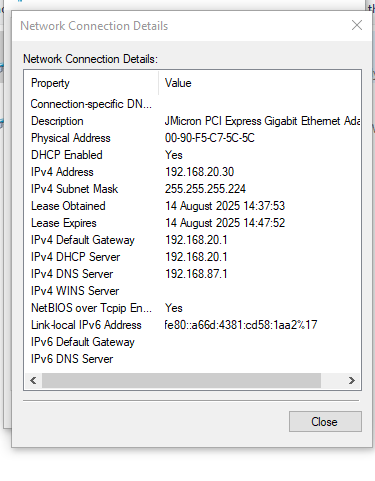 Network Connection Details
Network Connection Details:
Property Value
Connection-specific DN...
Description JMicron PCI Express Gigabit Ethernet Ada
Physical Address 00-90-F5-C7-5C-5C
DHCP Enabled Yes
IPv4 Address 192.168.20.30
IPv4 Subnet Mask 255.255.255.224
Lease Obtained 14 August 2025 14:37:53
Lease Expires 14 August 2025 14:47:52
IPv4 Default Gateway 192.168.20.1
IPv4 DHCP Server 192.168.20.1
IPv4 DNS Server 192.168.87.1
IPv4 WINS Server
NetBIOS over Tcpip En... Yes
Link-local IPv6 Address fe80::a66d:4381:cd58:1aa2%17
IPv6 Default Gateway
IPv6 DNS Server
Close